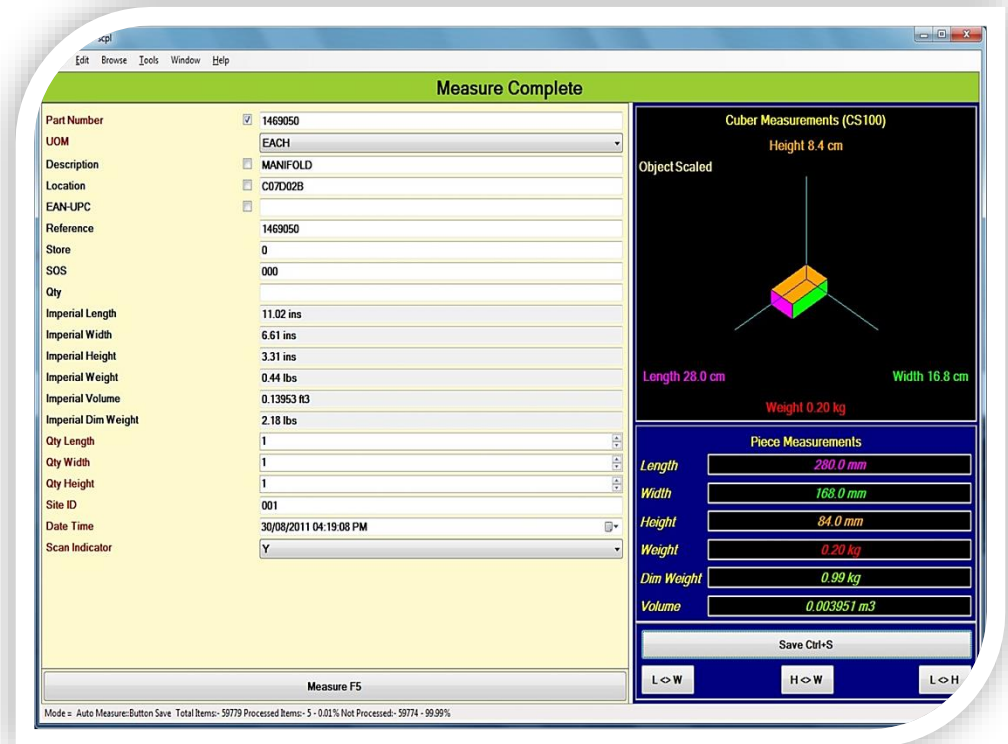 scpl
Edit Browse Tools Window Help
Measure Complete
Part Number 1469050
UOM EACH
Description MANIFOLD
Location C07D02B
EAN-UPC
Reference 1469050
Store 0
SOS 000
Qty
Imperial Length 11.02 ins
Imperial Width 6.61 ins
Imperial Height 3.31 ins
Imperial Weight 0.44 lbs
Imperial Volume 0.13953 ft3
Imperial Dim Weight 2.18 lbs
Qty Length 1
Qty Width 1
Qty Height 1
Site ID 001
Date Time 30/08/2011 04:19:08 PM
Scan Indicator Y
Measure F5
Cuber Measurements (CS100)
Height 8.4 cm
Object Scaled
Length 28.0 cm
Width 16.8 cm
Weight 0.20 kg
Piece Measurements
Length 280.0 mm
Width 168.0 mm
Height 84.0 mm
Weight 0.20 kg
Dim Weight 0.99 kg
Volume 0.003951 m3
Save Ctrl+S
L<>W H<>W L<>H
Mode = Auto Measure::Button Save Total Items:- 59779 Processed Items:- 5 - 0.01% Not Processed:- 59774 - 99.99%